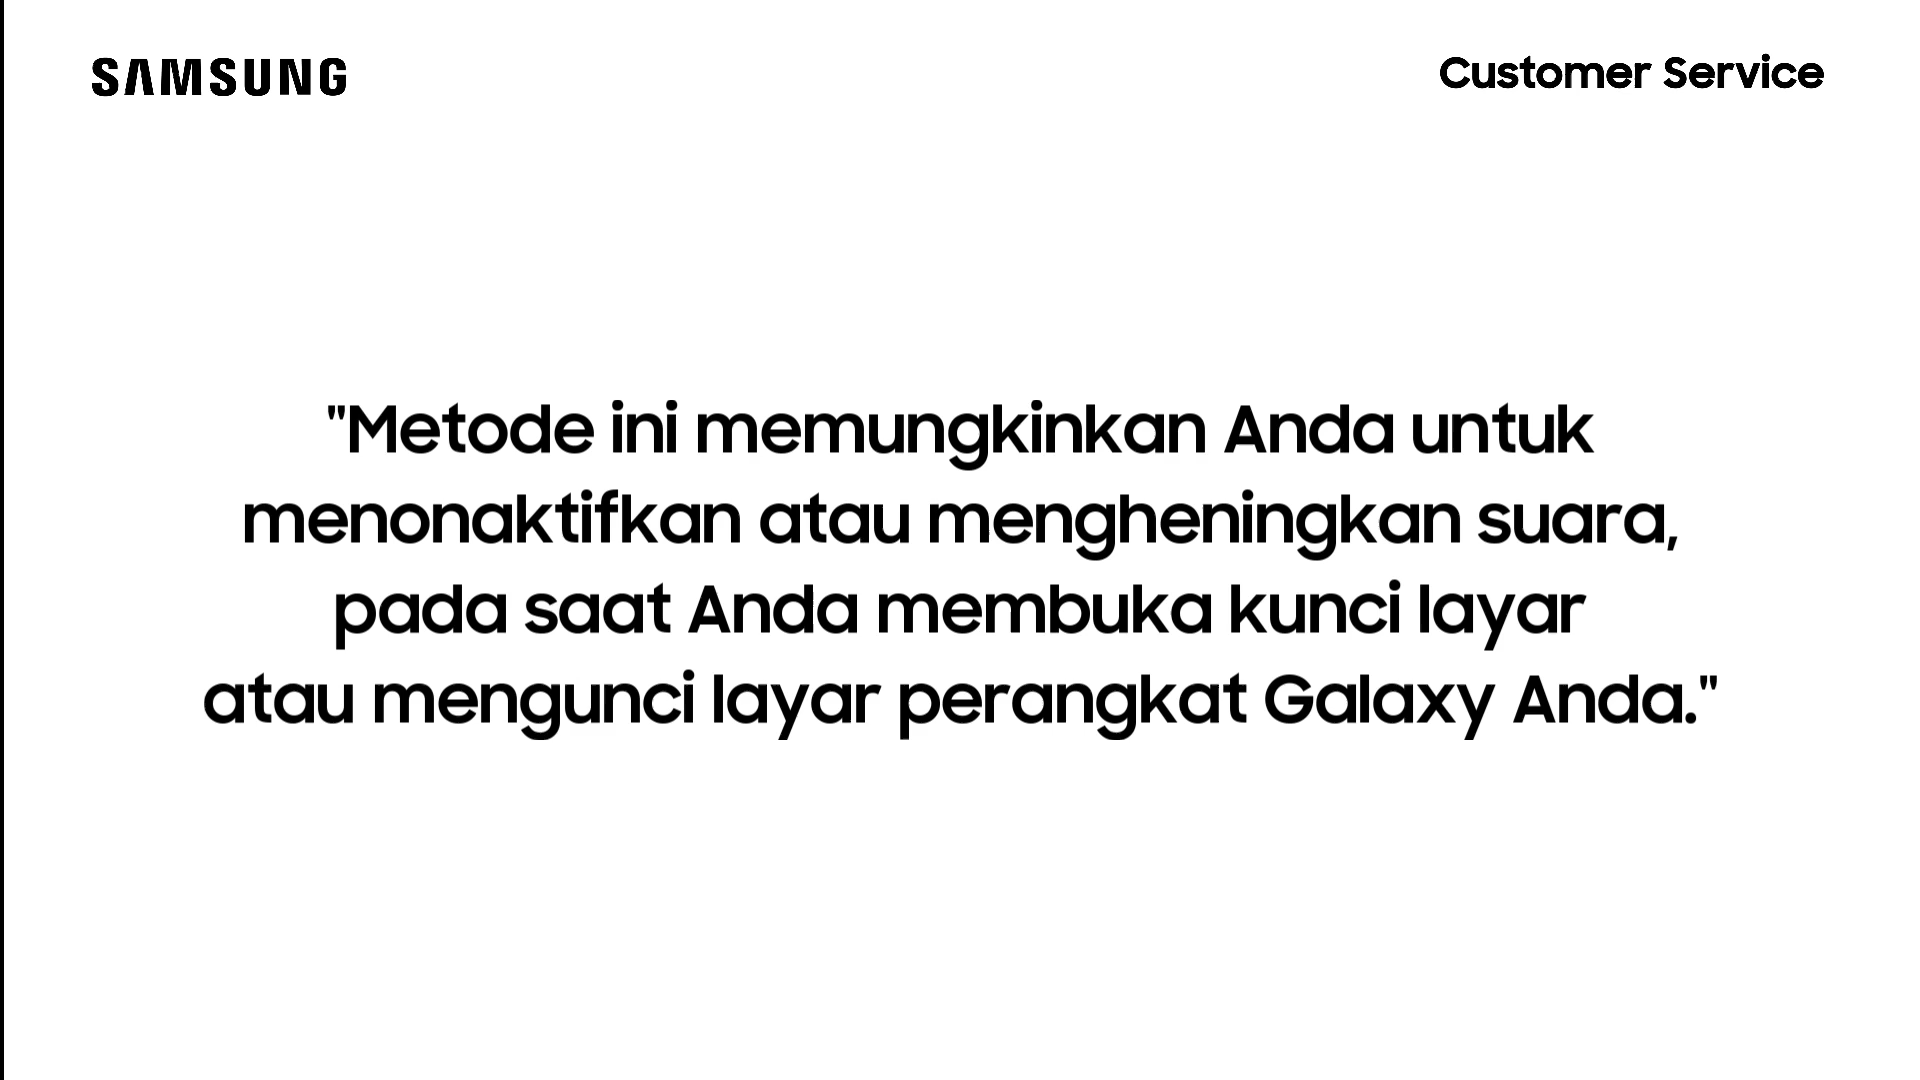 SAMSUNG
Customer Service
"Metode ini memungkinkan Anda untuk
menonaktifkan atau mengheningkan suara,
pada saat Anda membuka kunci layar
atau mengunci layar perangkat Galaxy Anda."